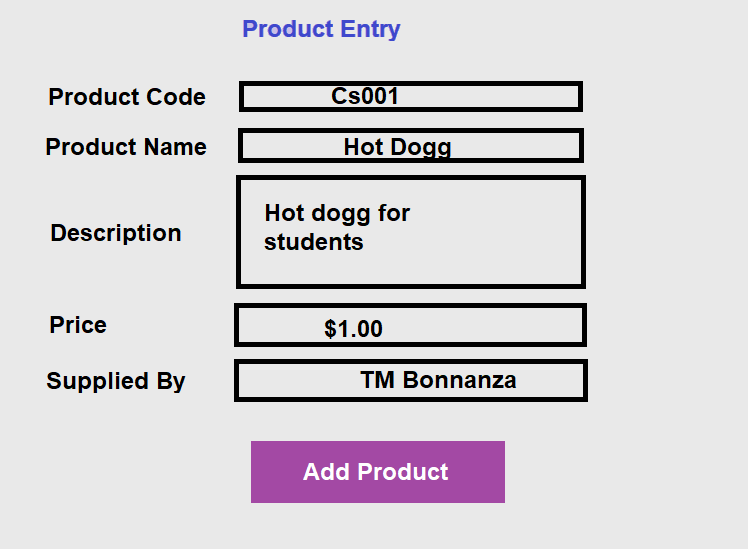 Product Entry
Product Code Cs001
Product Name Hot Dogg
Description Hot dogg for
students
Price $1.00
Supplied By TM Bonnanza
Add Product